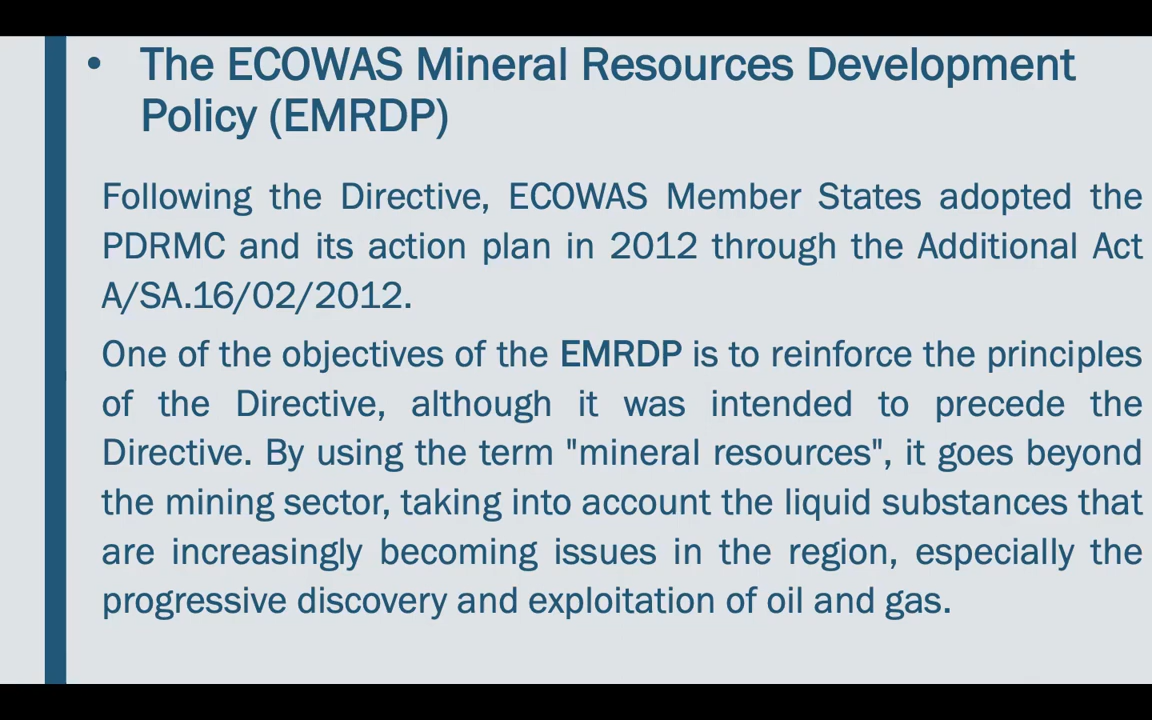 • The ECOWAS Mineral Resources Development
Policy (EMRDP)
Following the Directive, ECOWAS Member States adopted the
PDRMC and its action plan in 2012 through the Additional Act
A/SA.16/02/2012.
One of the objectives of the EMRDP is to reinforce the principles
of the Directive, although it was intended to precede the
Directive. By using the term "mineral resources", it goes beyond
the mining sector, taking into account the liquid substances that
are increasingly becoming issues in the region, especially the
progressive discovery and exploitation of oil and gas.